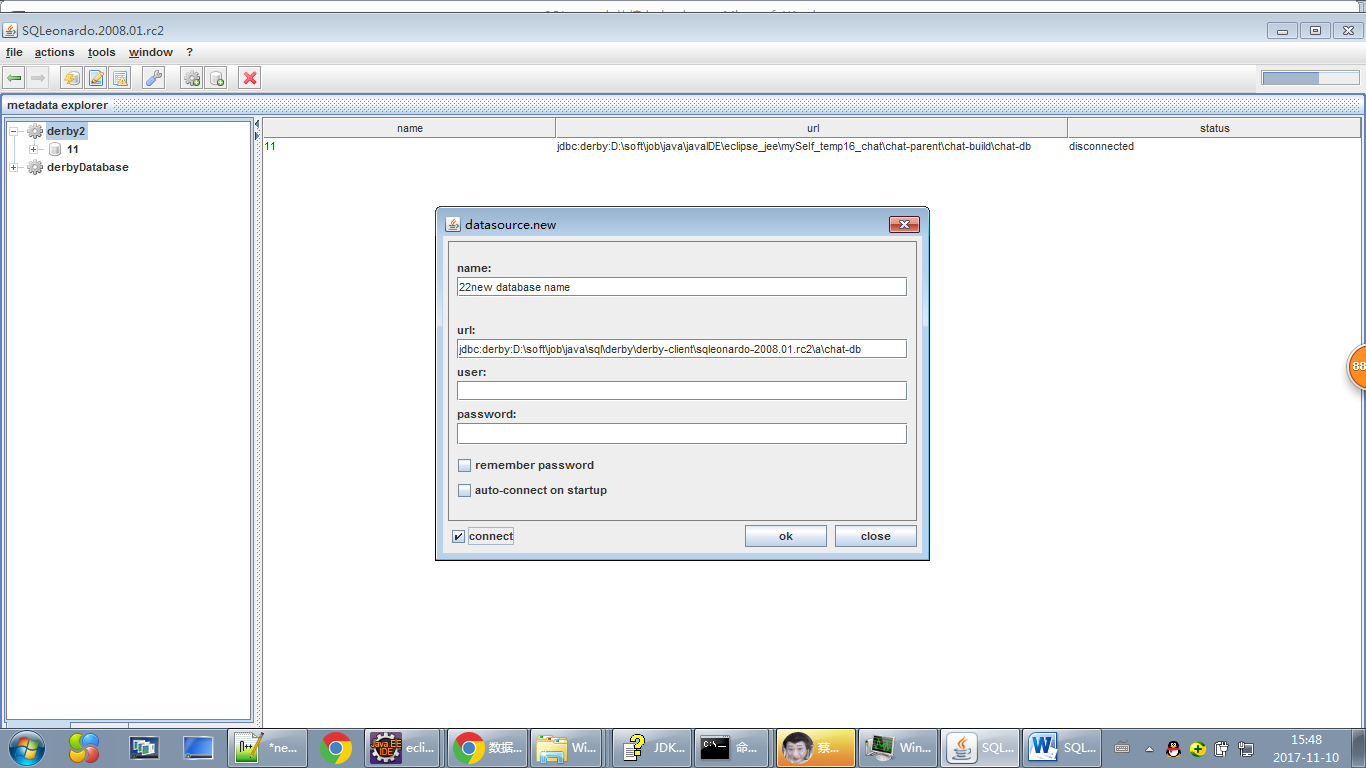 SQLeonardo.2008.01.rc2
file actions tools window ?
metadata explorer
derby2
11
derbyDatabase
name url status
11 jdbc:derby:D:\soft\job\java\javaIDE\eclipse_jee\mySelf_temp16_chat\chat-parent\chat-build\chat-db disconnected
datasource.new
name:
22new database name
url:
jdbc:derby:D:\soft\job\java\sql\derby\derby-client\sqleonardo-2008.01.rc2\a\chat-db
user:
password:
remember password
auto-connect on startup
connect ok close
88
*ne... ecli... 数据... Wi... JDK... 命... 蔡... Win... SQL... SQL...
15:48
2017-11-10